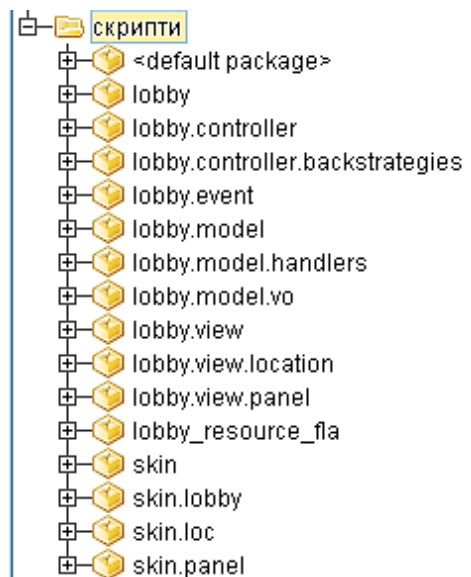 скрипти
<default package>
lobby
lobby.controller
lobby.controller.backstrategies
lobby.event
lobby.model
lobby.model.handlers
lobby.model.vo
lobby.view
lobby.view.location
lobby.view.panel
lobby_resource_fla
skin
skin.lobby
skin.loc
skin.panel